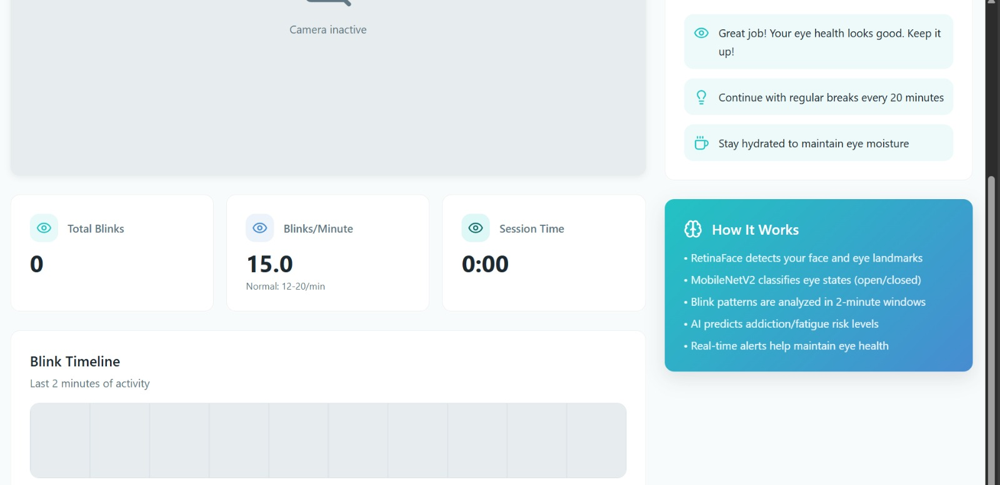 Camera inactive
Great job! Your eye health looks good. Keep it
up!
Continue with regular breaks every 20 minutes
Stay hydrated to maintain eye moisture
Total Blinks
0
Blinks/Minute
15.0
Normal: 12-20/min
Session Time
0:00
How It Works
• RetinaFace detects your face and eye landmarks
• MobileNetV2 classifies eye states (open/closed)
• Blink patterns are analyzed in 2-minute windows
• AI predicts addiction/fatigue risk levels
• Real-time alerts help maintain eye health
Blink Timeline
Last 2 minutes of activity